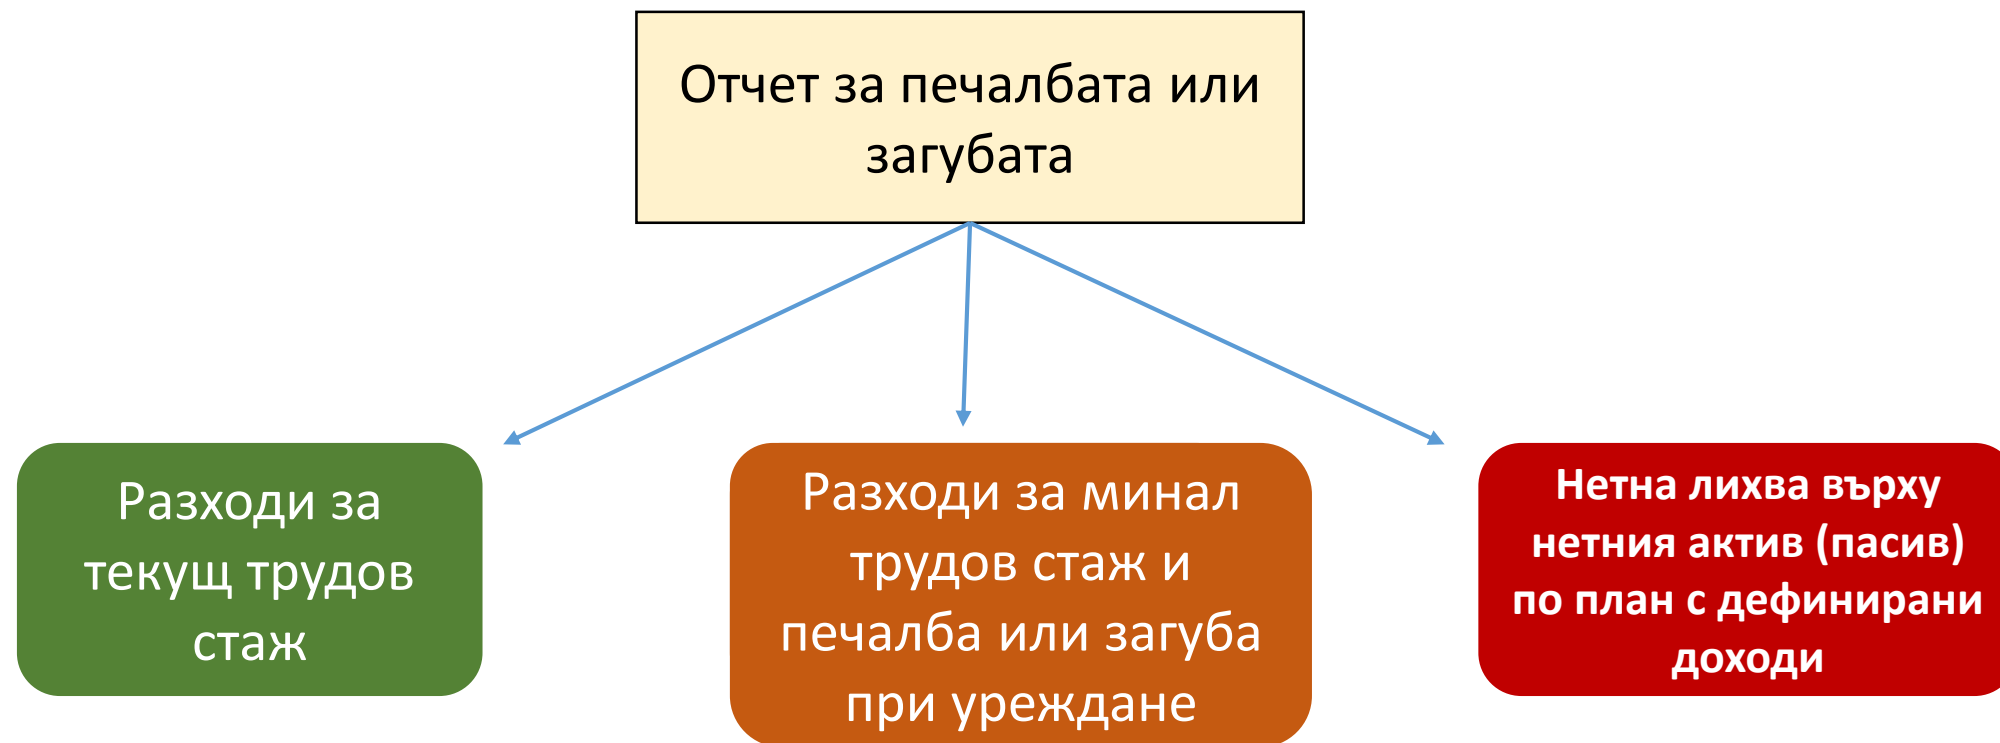 Отчет за печалбата или
загубата
Разходи за
текущ трудов
стаж
Разходи за минал
трудов стаж и
печалба или загуба
при уреждане
Нетна лихва върху
нетния актив (пасив)
по план с дефинирани
доходи